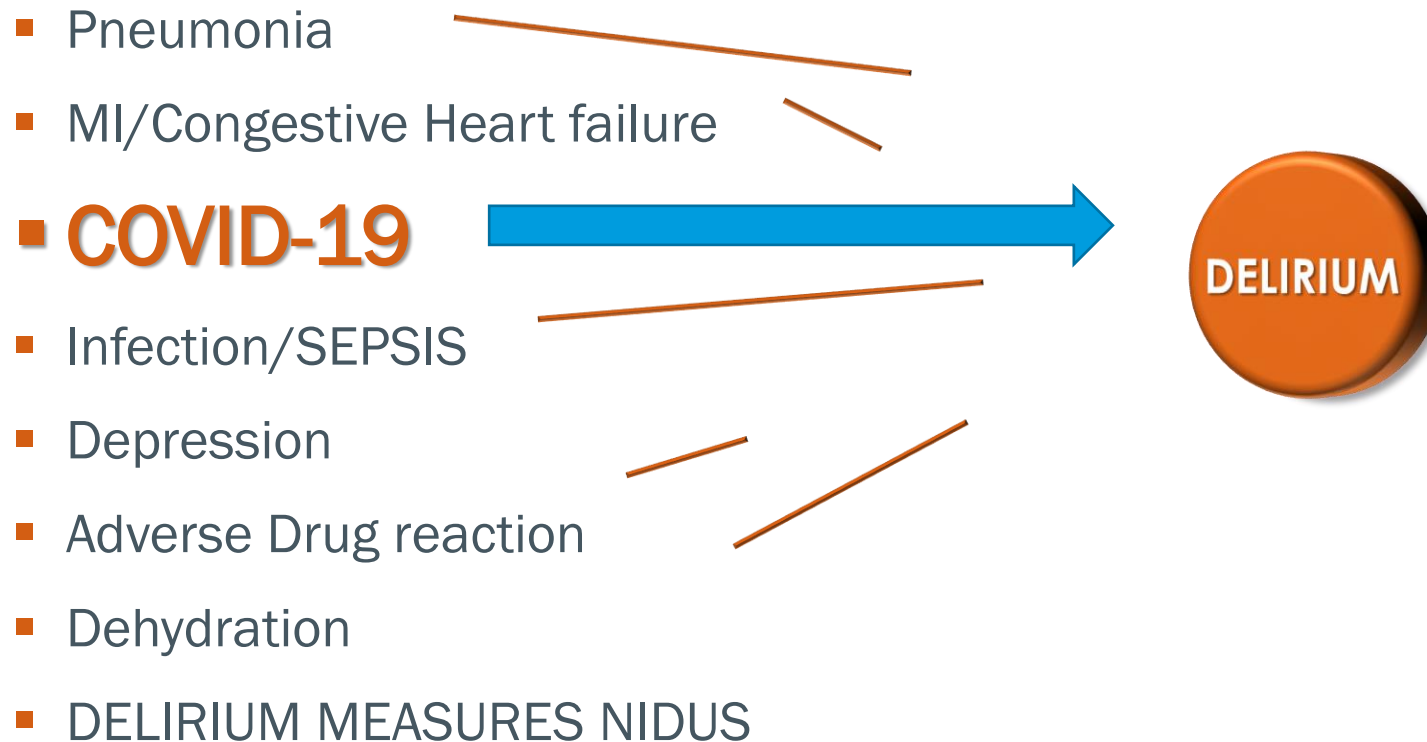 Pneumonia
MI/Congestive Heart failure
COVID-19
DELIRIUM
Infection/SEPSIS
Depression
Adverse Drug reaction
Dehydration
DELIRIUM MEASURES NIDUS